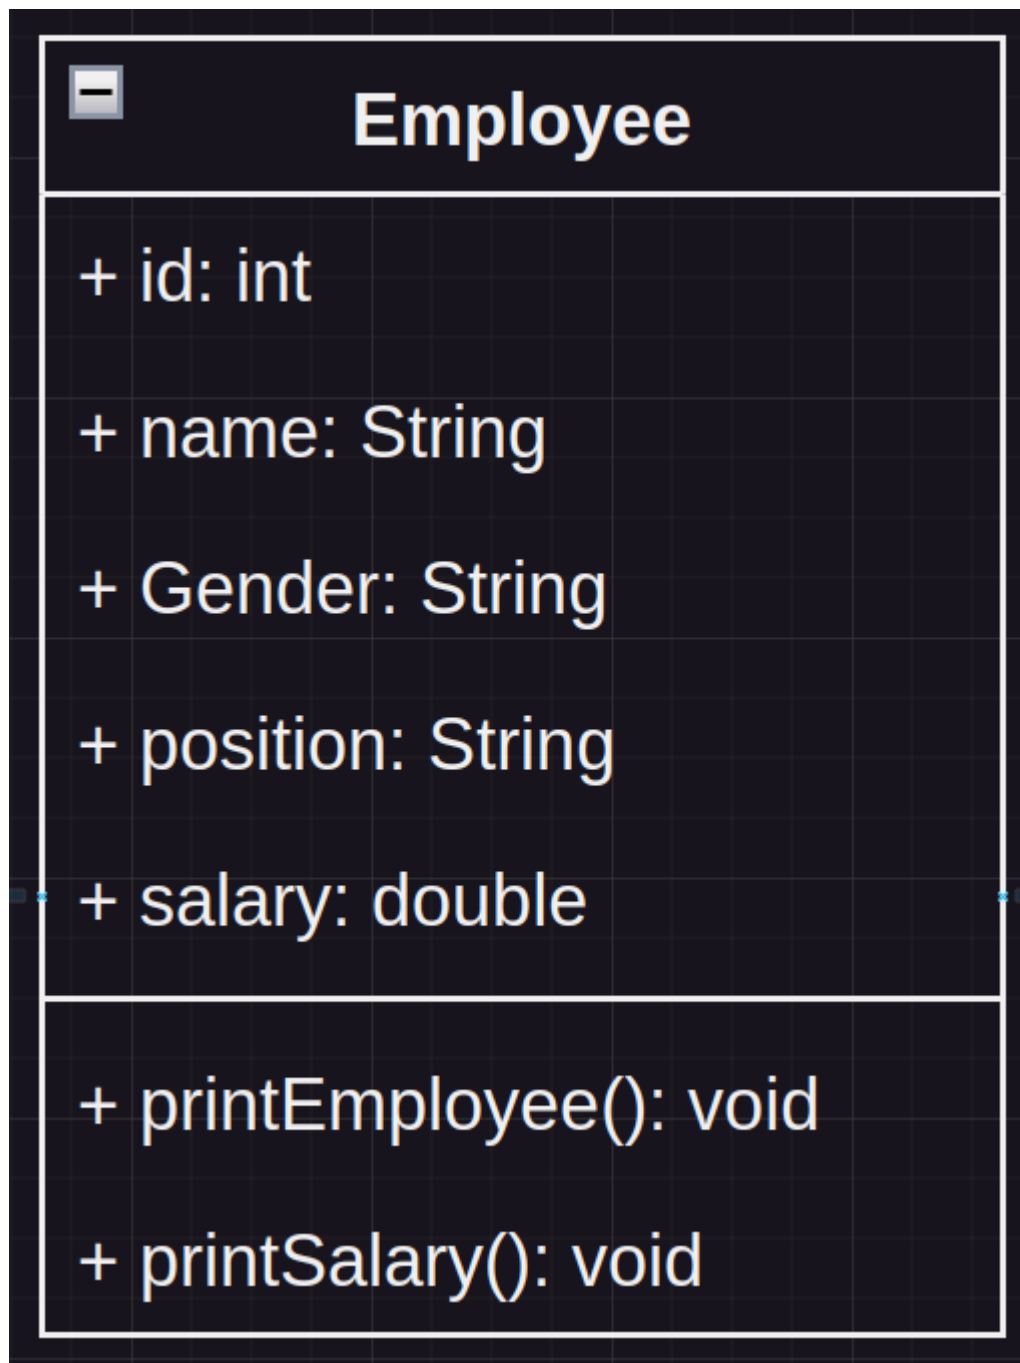 Employee
+ id: int
+ name: String
+ Gender: String
+ position: String
+ salary: double
+ printEmployee(): void
+ printSalary(): void